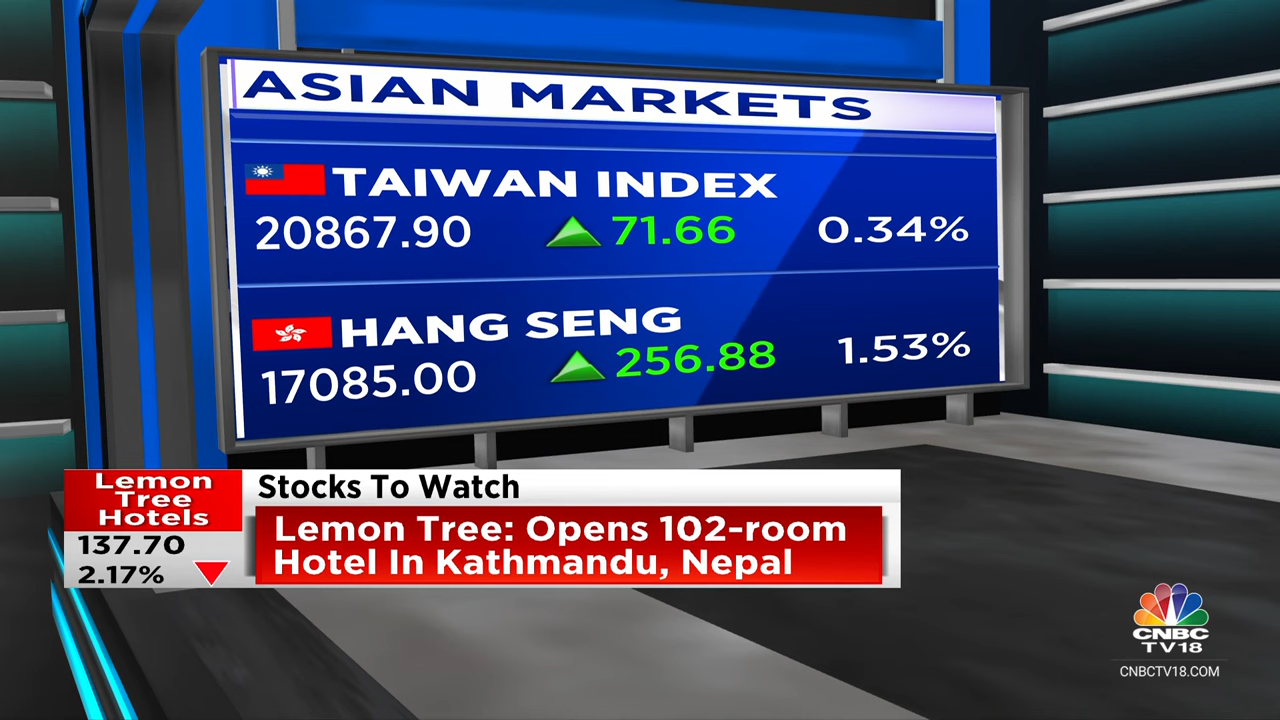 ASIAN MARKETS
TAIWAN INDEX
20867.90 71.66 0.34%
HANG SENG
17085.00 256.88 1.53%
Lemon
Tree
Hotels
137.70
2.17%
Stocks To Watch
Lemon Tree: Opens 102-room
Hotel In Kathmandu, Nepal
CNBC
TV18
CNBCTV18.COM